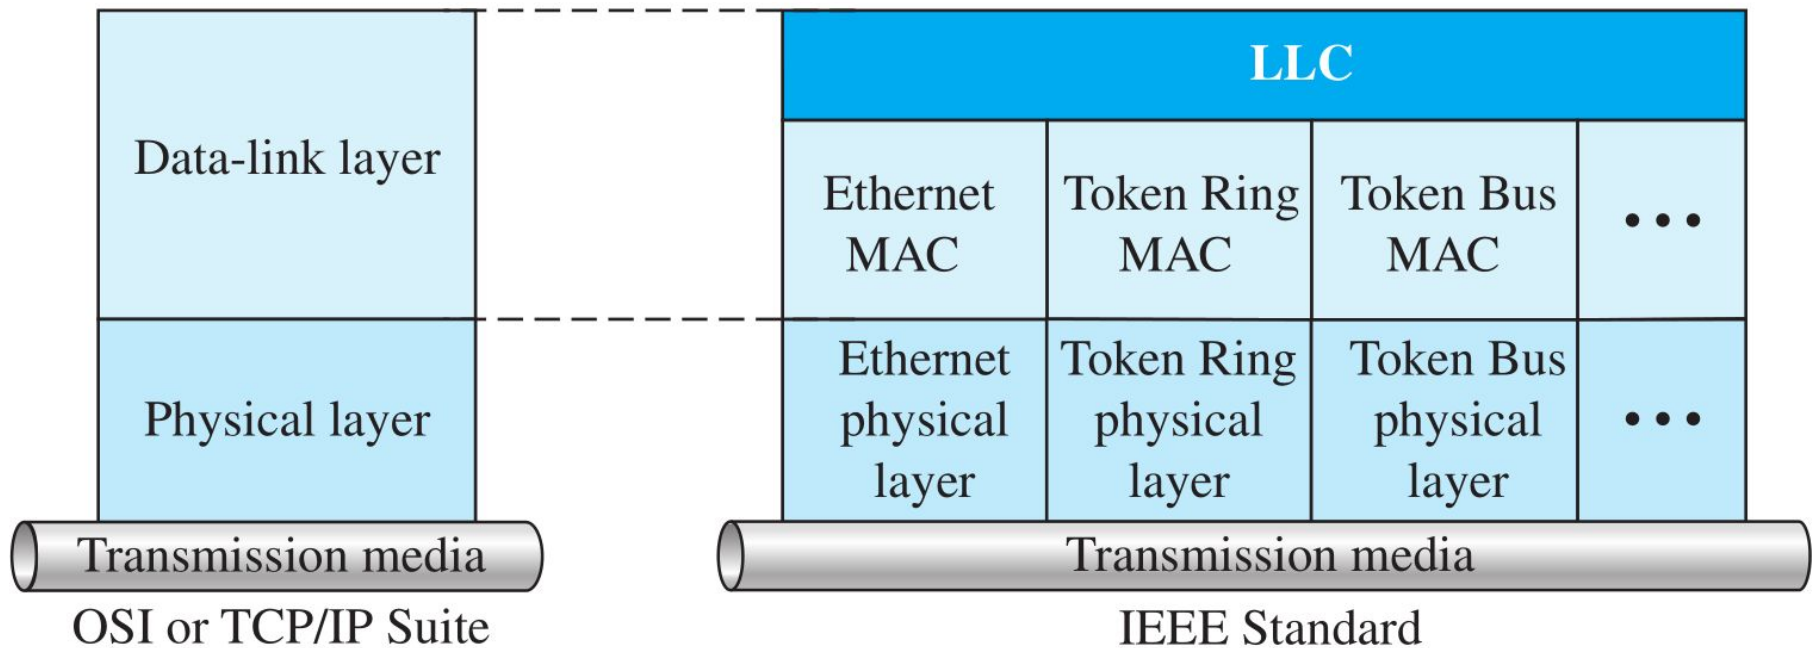 Data-link layer
Physical layer
Transmission media
OSI or TCP/IP Suite
LLC
Ethernet
MAC
Token Ring
MAC
Token Bus
MAC
•••
Ethernet
physical
layer
Token Ring
physical
layer
Token Bus
physical
layer
•••
Transmission media
IEEE Standard